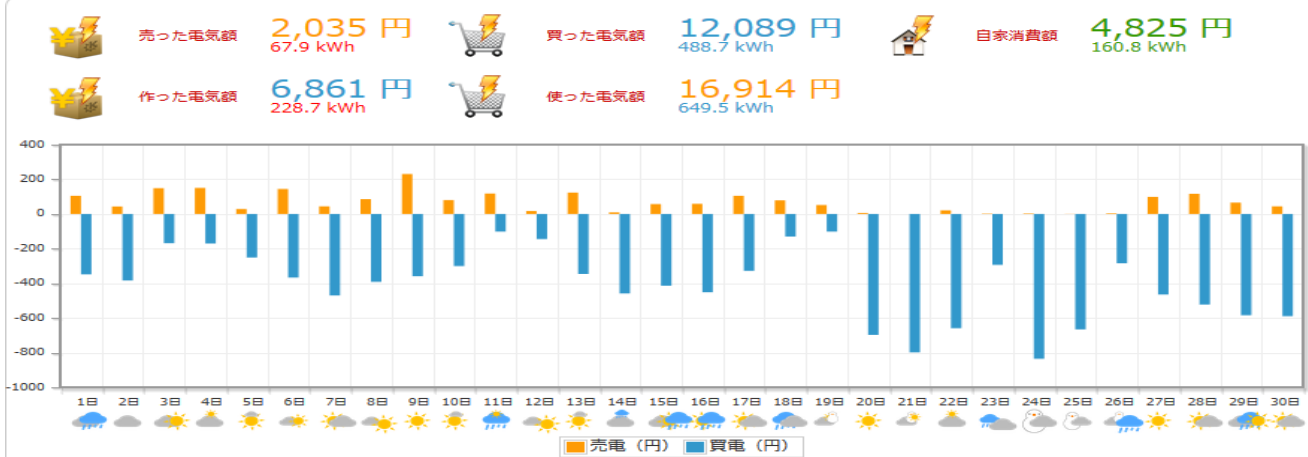 売った電気額 2,035 円 買った電気額 12,089 円 自家消費額 4,825 円
67.9 kWh 488.7 kWh 160.8 kWh
作った電気額 6,861 円 使った電気額 16,914 円
228.7 kWh 649.5 kWh
400
200
0
-200
-400
-600
-800
-1000
1日 2日 3日 4日 5日 6日 7日 8日 9日 10日 11日 12日 13日 14日 15日 16日 17日 18日 19日 20日 21日 22日 23日 24日 25日 26日 27日 28日 29日 30日
売電（円） 買電（円）